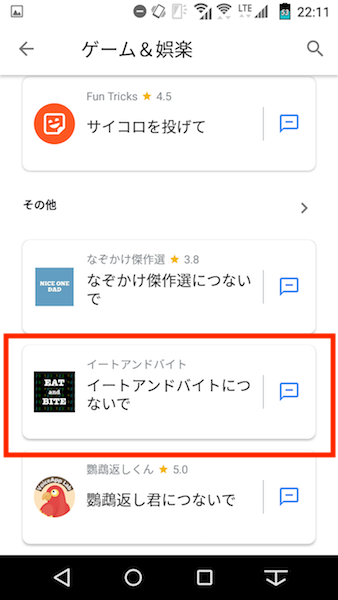 LTE 53 22:11
ゲーム＆娯楽
Fun Tricks ★ 4.5
サイコロを投げて
その他
なぞかけ傑作選 ★ 3.8
NICE ONE
DAD
なぞかけ傑作選につない
で
イートアンドバイト
EAT
and
BITE
イートアンドバイトにつ
ないで
鸚鵡返しくん ★ 5.0
VoiceApp Lab
鸚鵡返し君につないで